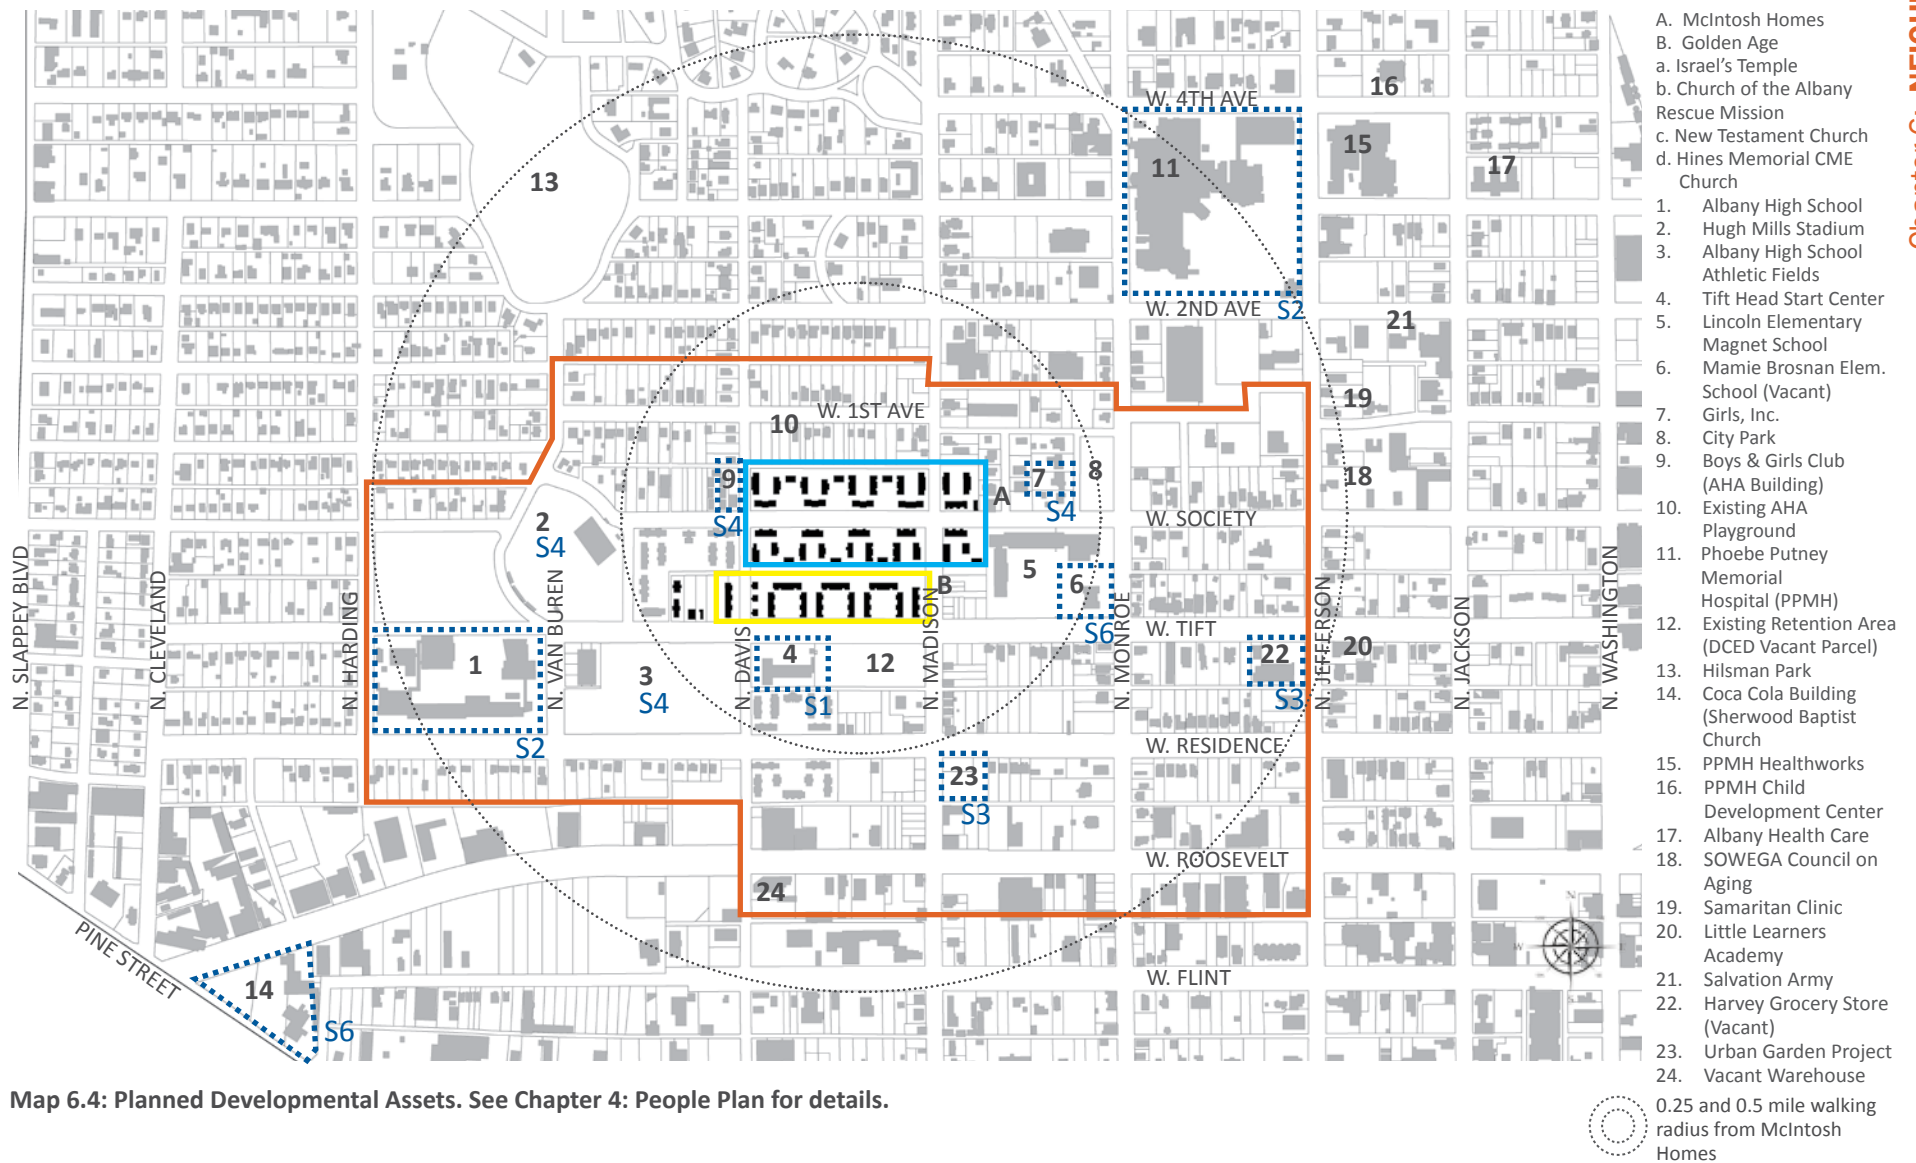 A. McIntosh Homes
B. Golden Age
a. Israel's Temple
b. Church of the Albany
Rescue Mission
c. New Testament Church
d. Hines Memorial CME
Church
1. Albany High School
2. Hugh Mills Stadium
3. Albany High School
Athletic Fields
4. Tift Head Start Center
5. Lincoln Elementary
Magnet School
6. Mamie Brosnan Elem.
School (Vacant)
7. Girls, Inc.
8. City Park
9. Boys & Girls Club
(AHA Building)
10. Existing AHA
Playground
11. Phoebe Putney
Memorial
Hospital (PPMH)
12. Existing Retention Area
(DCED Vacant Parcel)
13. Hilsman Park
14. Coca Cola Building
(Sherwood Baptist
Church
15. PPMH Healthworks
16. PPMH Child
Development Center
17. Albany Health Care
18. SOWEGA Council on
Aging
19. Samaritan Clinic
20. Little Learners
Academy
21. Salvation Army
22. Harvey Grocery Store
(Vacant)
23. Urban Garden Project
24. Vacant Warehouse
0.25 and 0.5 mile walking
radius from McIntosh
Homes
W. 4TH AVE
16
15
11
17
13
W. 2ND AVE
S2
21
19
W. 1ST AVE
10
9
S4
A
7
S4
8
18
2
S4
W. SOCIETY
5
6
S6
B
W. TIFT
1
S2
3
S4
4
S1
12
22
S3
20
N. SLAPPEY BLVD
N. CLEVELAND
N. HARDING
N. VAN BUREN
N. DAVIS
N. MADISON
N. MONROE
N. JEFFERSON
N. JACKSON
N. WASHINGTON
W. RESIDENCE
23
S3
W. ROOSEVELT
24
N
W
PINE STREET
14
S6
W. FLINT
Map 6.4: Planned Developmental Assets. See Chapter 4: People Plan for details.